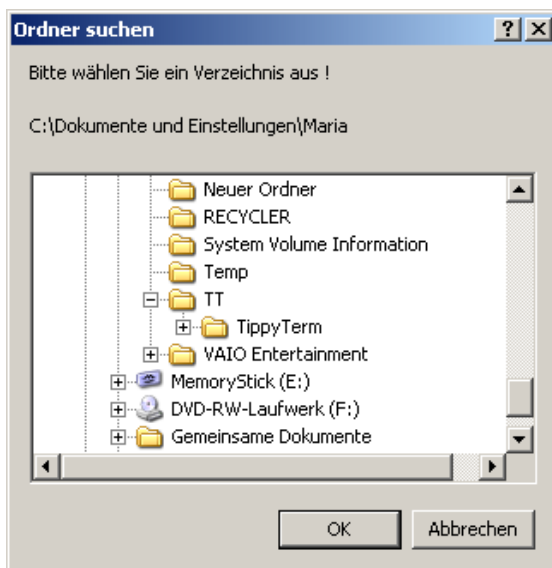 Ordner suchen
Bitte wählen Sie ein Verzeichnis aus !
C:\Dokumente und Einstellungen\Maria
Neuer Ordner
RECYCLER
System Volume Information
Temp
TT
TippyTerm
VAIO Entertainment
MemoryStick (E:)
DVD-RW-Laufwerk (F:)
Gemeinsame Dokumente
OK Abbrechen